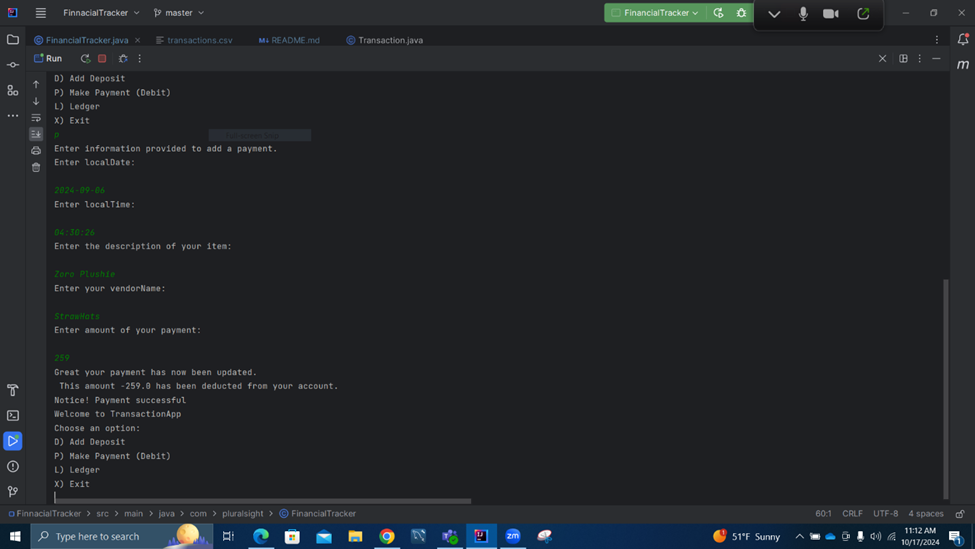 FinnacialTracker
master
FinancialTracker
FinancialTracker.java
transactions.csv
README.md
Transaction.java
Run
D) Add Deposit
P) Make Payment (Debit)
L) Ledger
X) Exit
p
Enter information provided to add a payment.
Enter localDate:
2024-09-06
Enter localTime:
04:30:26
Enter the description of your item:
Zoro Plushie
Enter your vendorName:
StrawHats
Enter amount of your payment:
259
Great your payment has now been updated.
This amount -259.0 has been deducted from your account.
Notice! Payment successful
Welcome to TransactionApp
Choose an option:
D) Add Deposit
P) Make Payment (Debit)
L) Ledger
X) Exit
FinnacialTracker > src > main > java > com > pluralsight > FinancialTracker
60:1 CRLF UTF-8 4 spaces
Type here to search
51°F Sunny
11:12 AM
10/17/2024